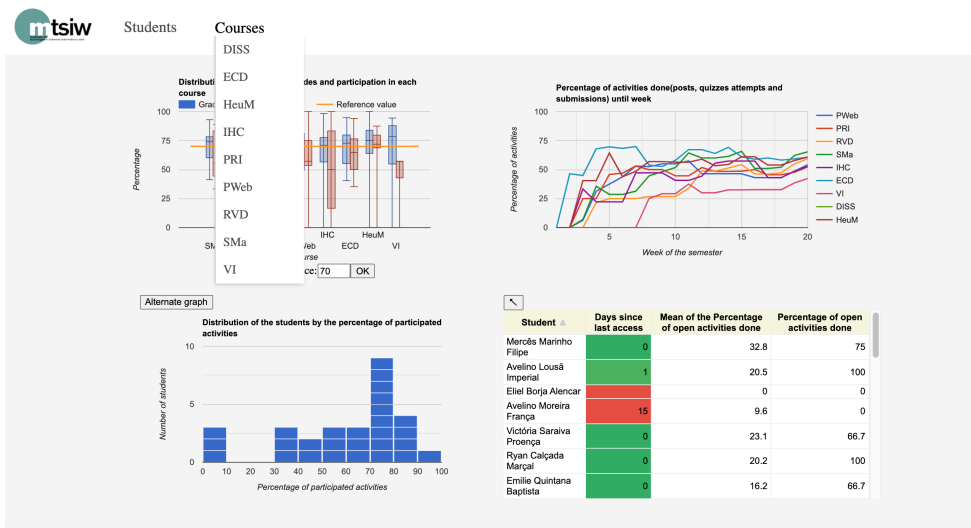 mtsiw
Students
Courses
DISS
ECD
HeuM
IHC
PRI
PWeb
RVD
SMa
VI
Distributi
des and participation in each
course
Grad
Reference value
100
75
50
25
0
Percentage
SM
Web
IHC
ECD
HeuM
VI
urse
ce: 70 OK
Percentage of activities done(posts, quizzes attempts and
submissions) until week
100
75
50
25
0
Percentage of activities
5 10 15 20
Week of the semester
PWeb
PRI
RVD
SMa
IHC
ECD
VI
DISS
HeuM
Alternate graph
Distribution of the students by the percentage of participated
activities
10
5
0
Number of students
0 10 20 30 40 50 60 70 80 90 100
Percentage of participated activities
Student Days since last access Mean of the Percentage of open activities done Percentage of open activities done
Mercês Marinho Filipe 0 32.8 75
Avelino Lousã Imperial 1 20.5 100
Eliel Borja Alencar 0 0
Avelino Moreira França 15 9.6 0
Victória Saraiva Proença 0 23.1 66.7
Ryan Calçada Marçal 0 20.2 100
Emilie Quintana Baptista 0 16.2 66.7